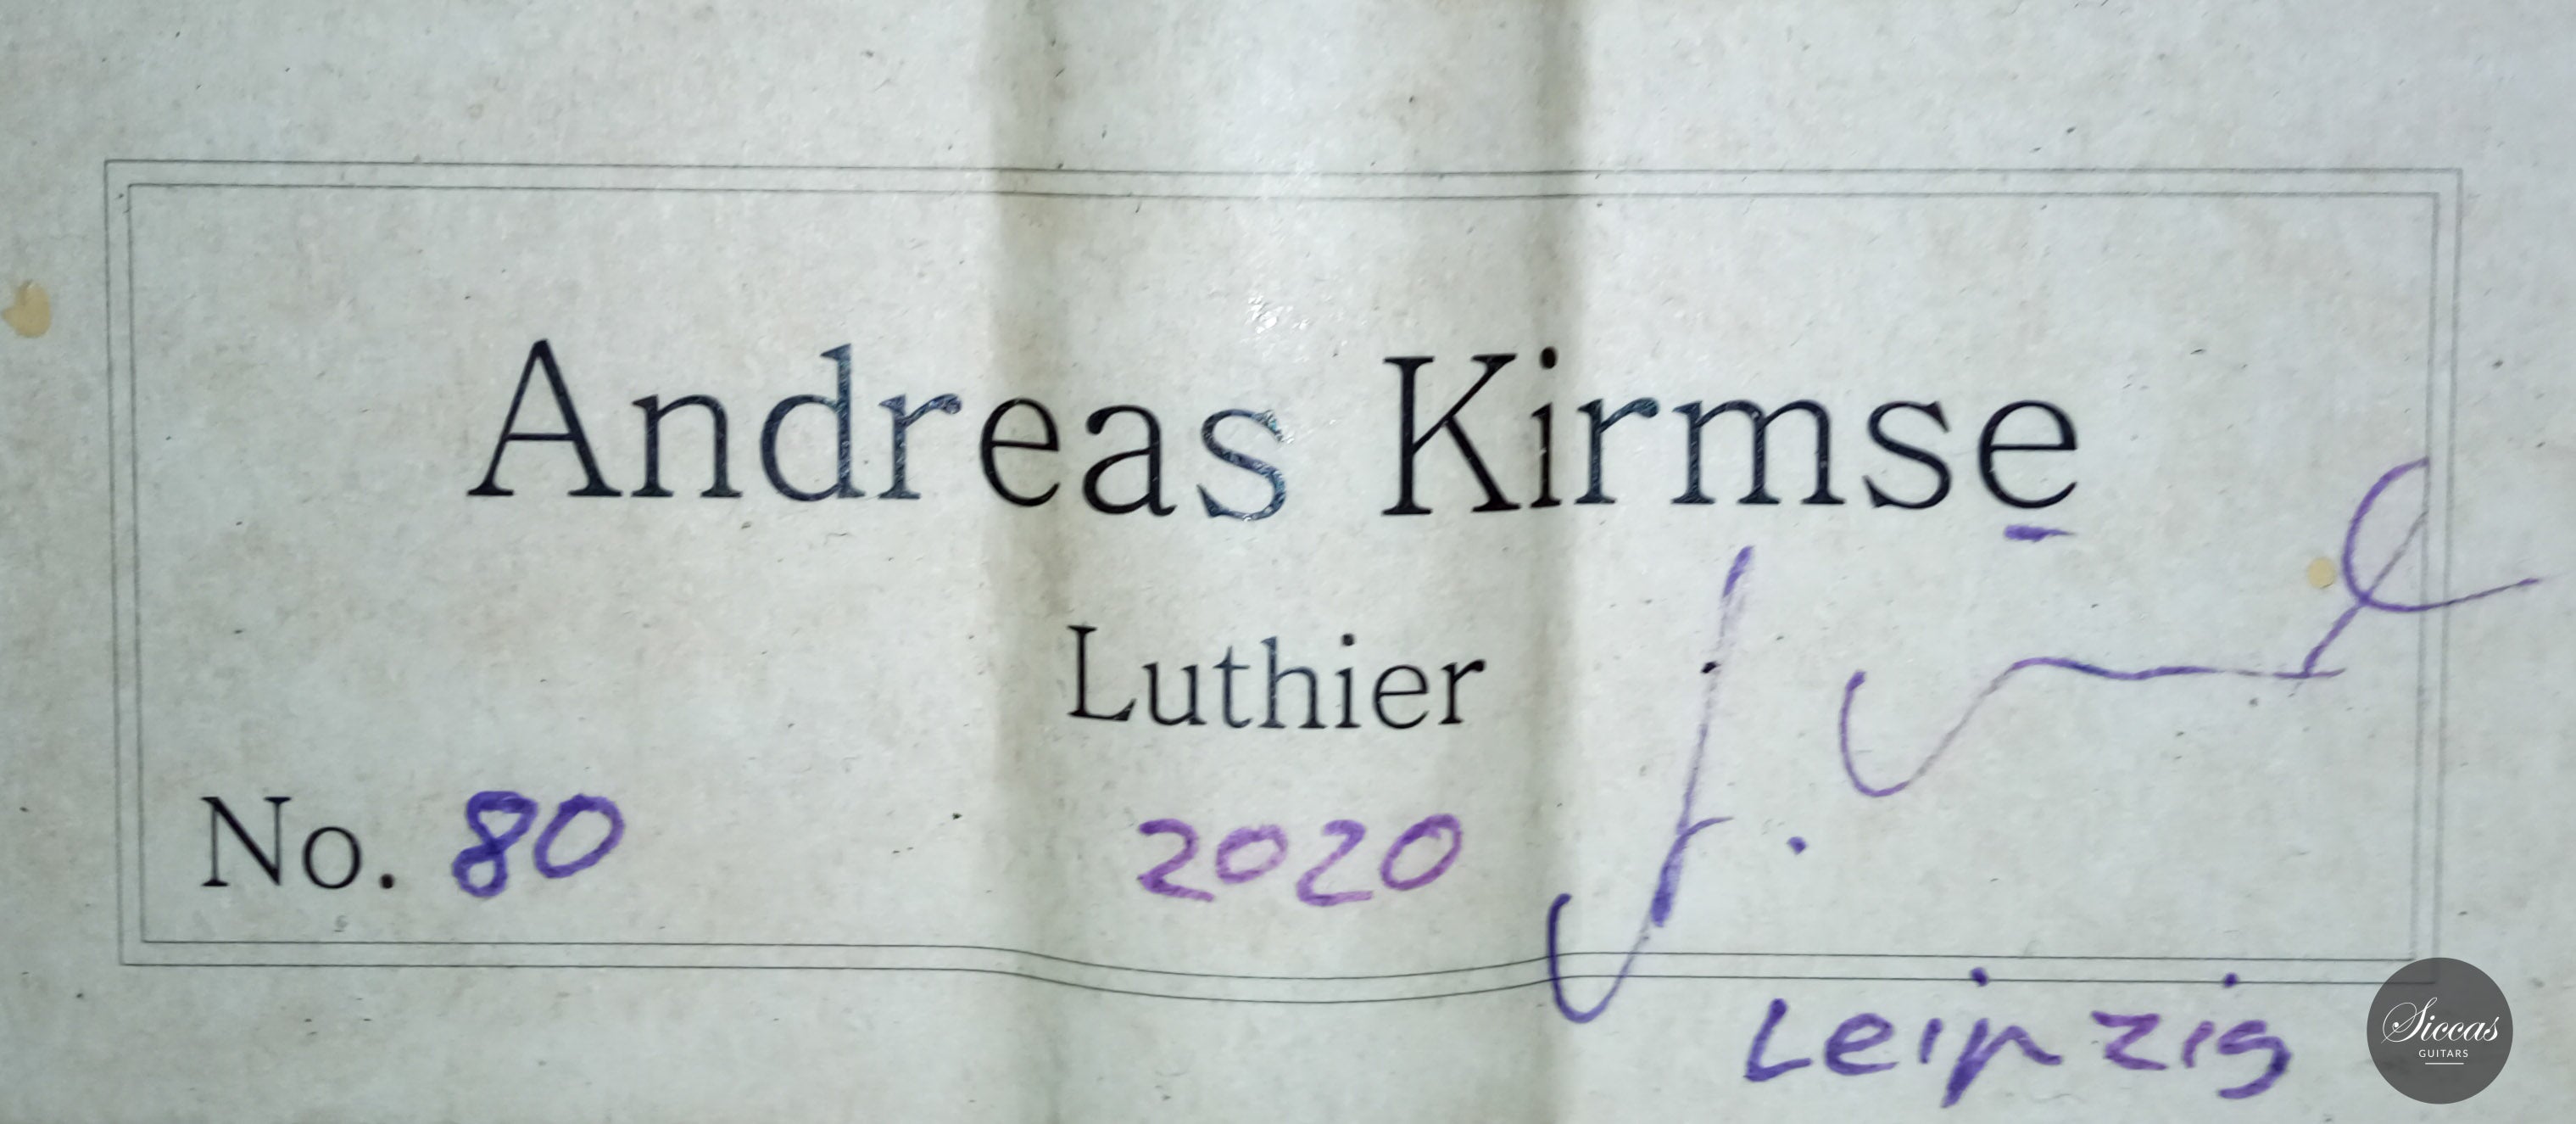 Andreas Kirmse
Luthier
No. 80 2020
Leipzig
Siccas
GUITARS